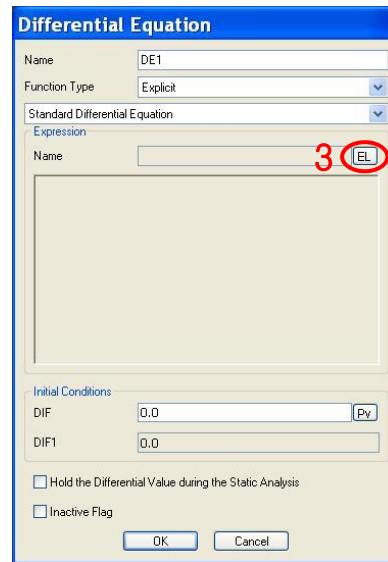 Differential Equation
Name DE1
Function Type Explicit
Standard Differential Equation
Expression
Name 3 EL
Initial Conditions
DIF 0.0 Pv
DIF1 0.0
Hold the Differential Value during the Static Analysis
Inactive Flag
OK Cancel